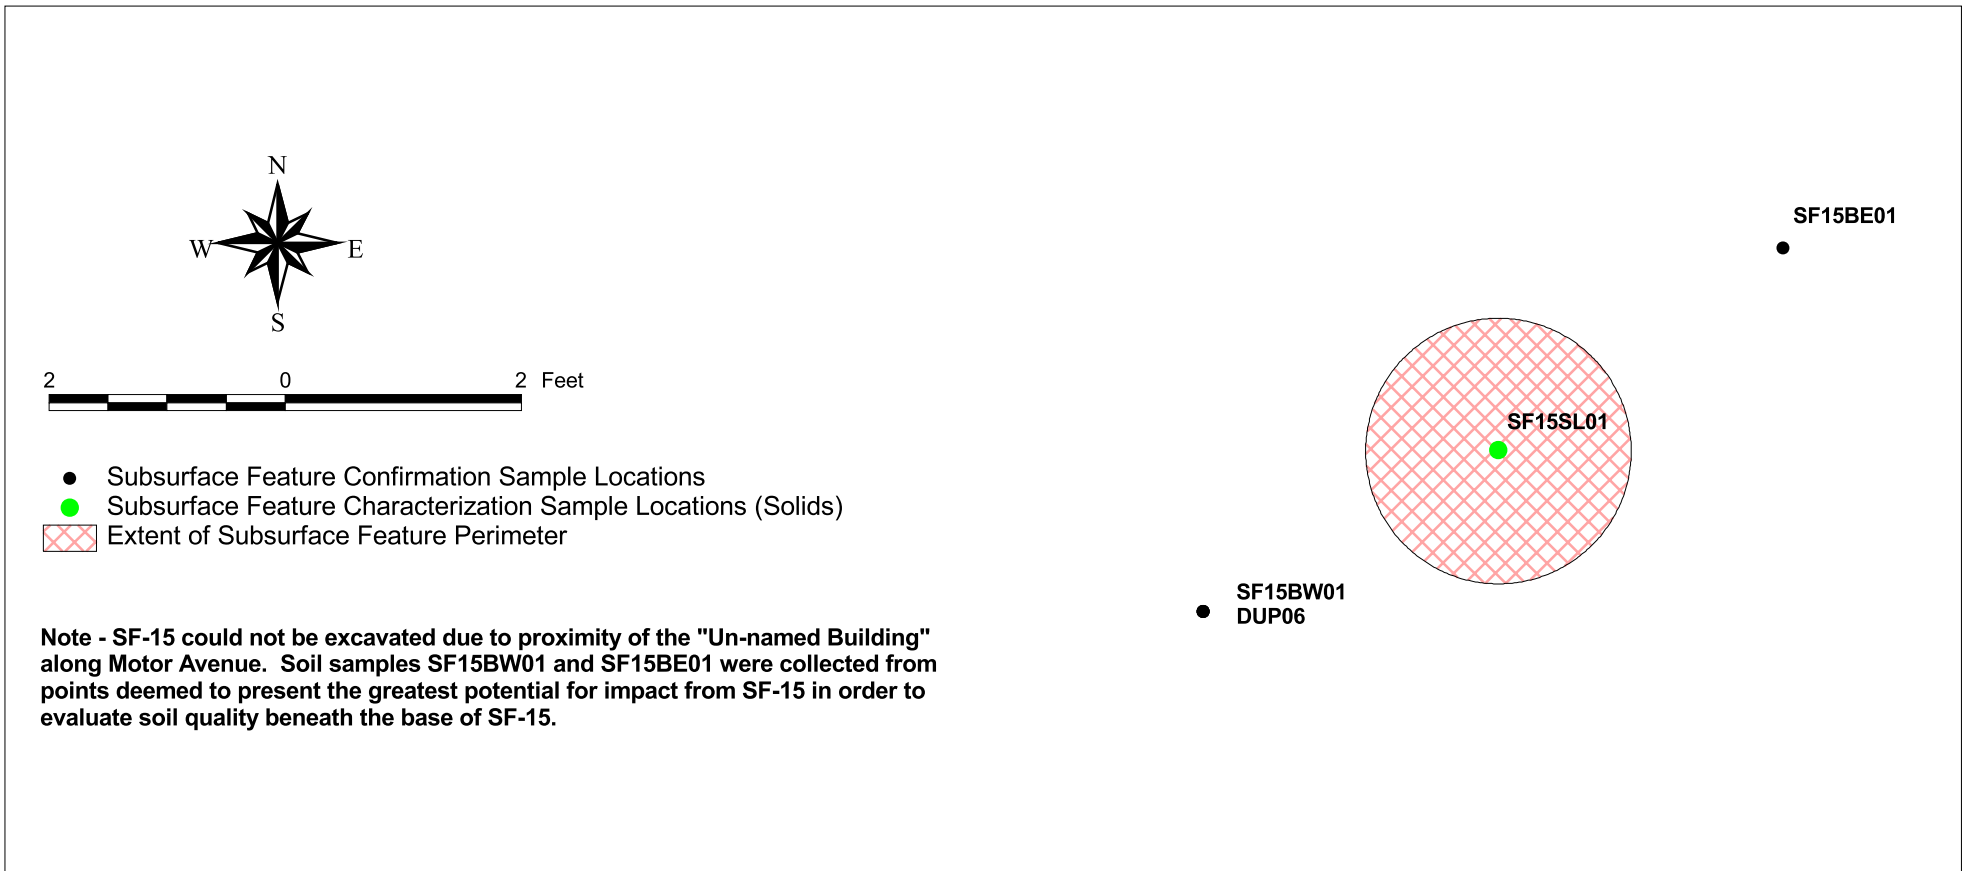 N
W E
S
2 0 2 Feet
Subsurface Feature Confirmation Sample Locations
Subsurface Feature Characterization Sample Locations (Solids)
Extent of Subsurface Feature Perimeter
Note - SF-15 could not be excavated due to proximity of the "Un-named Building"
along Motor Avenue.  Soil samples SF15BW01 and SF15BE01 were collected from
points deemed to present the greatest potential for impact from SF-15 in order to
evaluate soil quality beneath the base of SF-15.
SF15BE01
SF15SL01
SF15BW01
DUP06